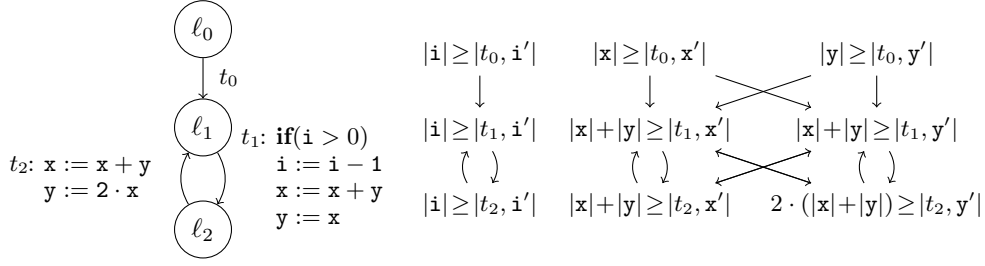 ℓ₀
t₀
ℓ₁
t₁: if(i > 0)
i := i − 1
x := x + y
y := x
t₂: x := x + y
y := 2 · x
ℓ₂
|i| ≥ |t₀, i′| |x| ≥ |t₀, x′| |y| ≥ |t₀, y′|
|i| ≥ |t₁, i′| |x|+|y| ≥ |t₁, x′| |x|+|y| ≥ |t₁, y′|
|i| ≥ |t₂, i′| |x|+|y| ≥ |t₂, x′| 2 · (|x|+|y|) ≥ |t₂, y′|